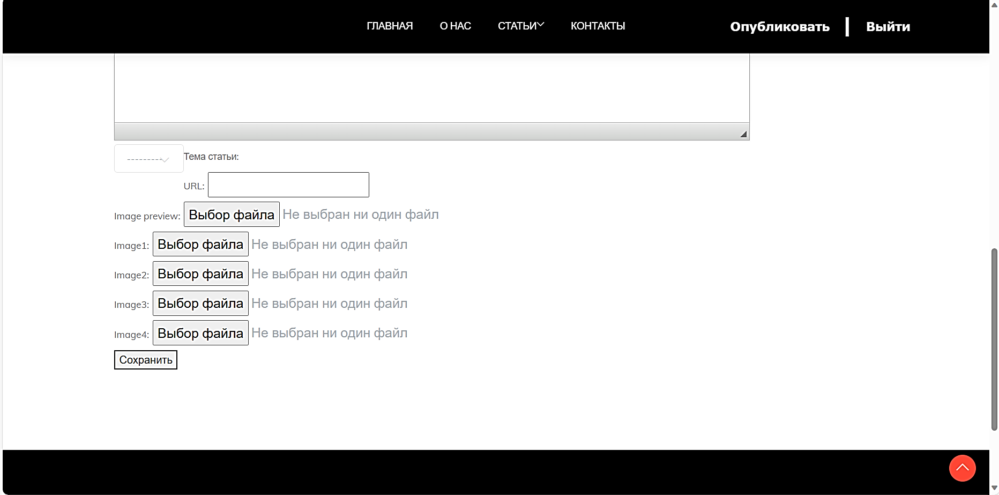 ГЛАВНАЯ О НАС СТАТЬИ КОНТАКТЫ Опубликовать | Выйти
--------- Тема статьи:
URL:
Image preview: Выбор файла Не выбран ни один файл
Image1: Выбор файла Не выбран ни один файл
Image2: Выбор файла Не выбран ни один файл
Image3: Выбор файла Не выбран ни один файл
Image4: Выбор файла Не выбран ни один файл
Сохранить